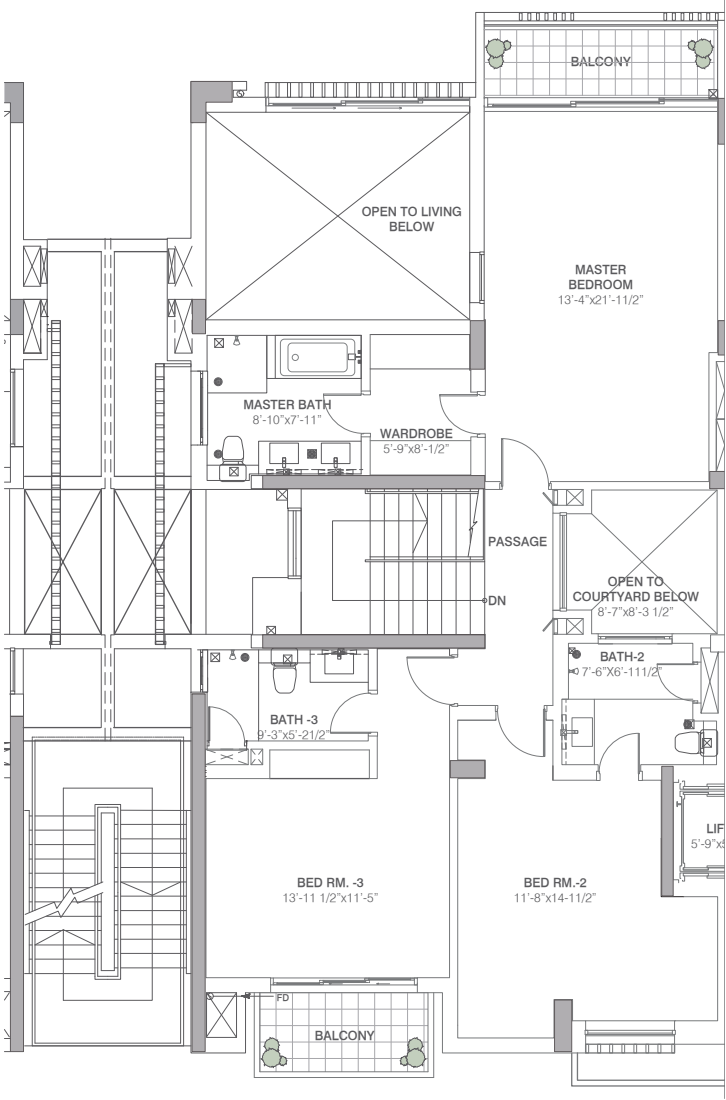 BALCONY
OPEN TO LIVING
BELOW
MASTER
BEDROOM
13'-4"x21'-11/2"
MASTER BATH
8'-10"x7'-11"
WARDROBE
5'-9"x8'-1/2"
PASSAGE
DN
OPEN TO
COURTYARD BELOW
8'-7"x8'-3 1/2"
BATH-2
7'-6"X6'-111/2"
BATH -3
9'-3"x5'-21/2"
LIF
5'-9"x
BED RM. -3
13'-11 1/2"x11'-5"
BED RM.-2
11'-8"x14-11/2"
FD
BALCONY